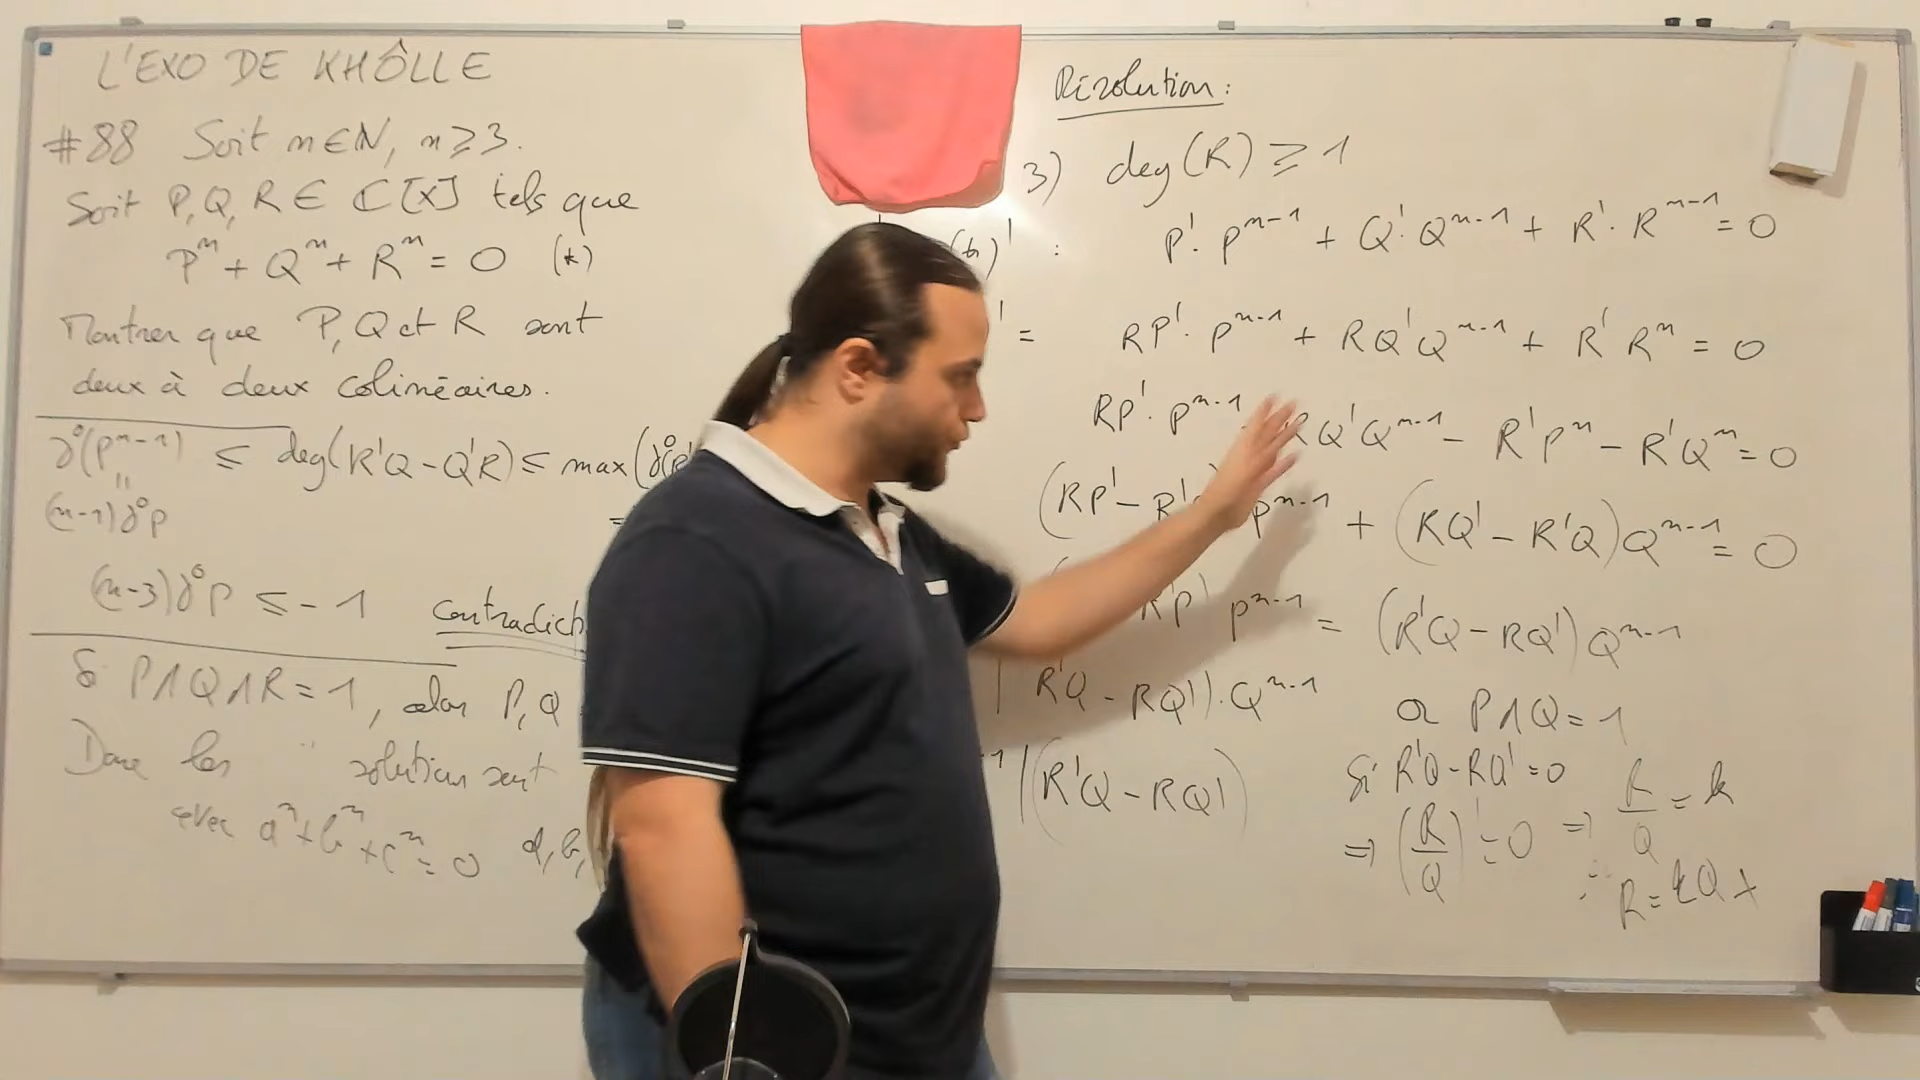 L'EXO DE KHÔLLE
#88 Soit n ∈ ℕ, n ⩾ 3.
Soit P, Q, R ∈ ℂ[X] tels que
Pⁿ + Qⁿ + Rⁿ = 0 (*)
Montrer que P, Q et R sont
deux à deux colinéaires.
∂°(Pⁿ⁻¹) ≤ deg(R'Q - Q'R) ≤ max(∂°(R'
(n-1)∂°P =
(n-3)∂°P ≤ -1 contradict
Si P∧Q∧R = 1, alors P, Q
Donc les solutions sont
avec aⁿ + bⁿ + cⁿ = 0 a, b,
Résolution :
3) deg(R) ⩾ 1
(*)' : P'.Pⁿ⁻¹ + Q'.Qⁿ⁻¹ + R'.Rⁿ⁻¹ = 0
' = RP'.Pⁿ⁻¹ + RQ'Qⁿ⁻¹ + R'Rⁿ = 0
RP'.Pⁿ⁻¹ RQ'Qⁿ⁻¹ - R'Pⁿ - R'Qⁿ = 0
(RP' - R' Pⁿ⁻¹ + (RQ' - R'Q)Qⁿ⁻¹ = 0
R'P) Pⁿ⁻¹ = (R'Q - RQ')Qⁿ⁻¹
| R'Q - RQ').Qⁿ⁻¹ or P∧Q = 1
⁻¹ | (R'Q - RQ')
Si R'Q - RQ' = 0
⇒ (R/Q)' = 0 ⇒ R/Q = k
R = kQ